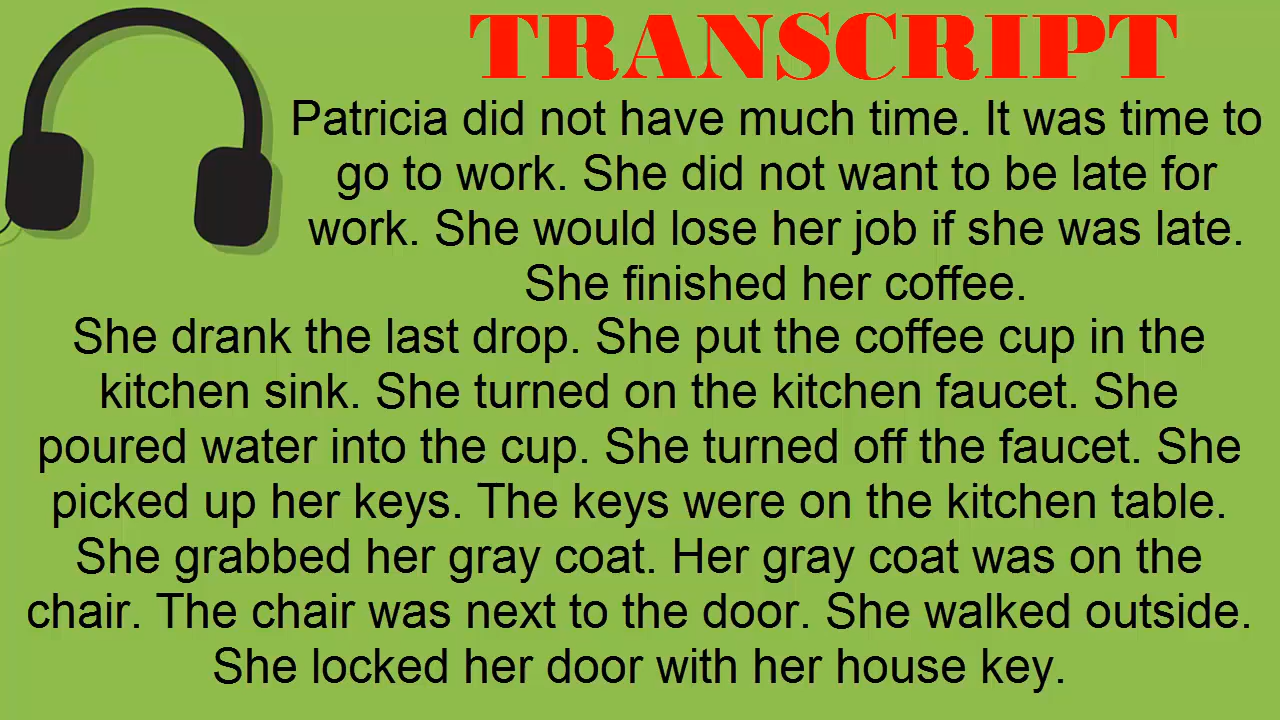 TRANSCRIPT
Patricia did not have much time. It was time to
go to work. She did not want to be late for
work. She would lose her job if she was late.
She finished her coffee.
She drank the last drop. She put the coffee cup in the
kitchen sink. She turned on the kitchen faucet. She
poured water into the cup. She turned off the faucet. She
picked up her keys. The keys were on the kitchen table.
She grabbed her gray coat. Her gray coat was on the
chair. The chair was next to the door. She walked outside.
She locked her door with her house key.